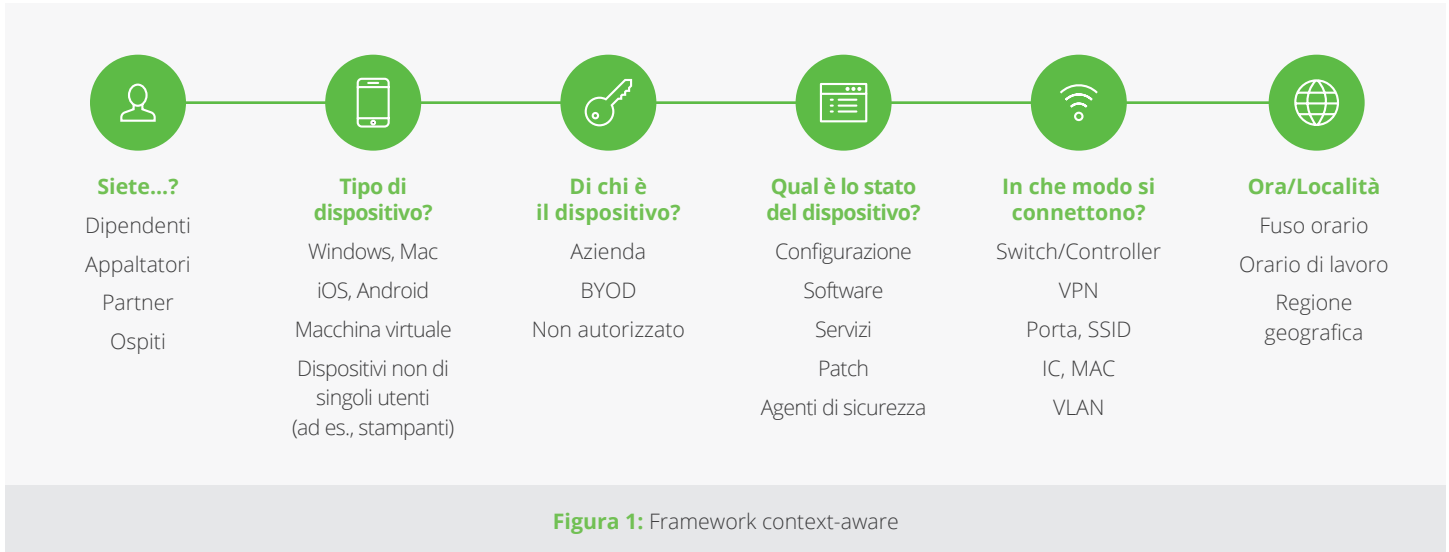 Siete...?
Dipendenti
Appaltatori
Partner
Ospiti
Tipo di
dispositivo?
Windows, Mac
iOS, Android
Macchina virtuale
Dispositivi non di
singoli utenti
(ad es., stampanti)
Di chi è
il dispositivo?
Azienda
BYOD
Non autorizzato
Qual è lo stato
del dispositivo?
Configurazione
Software
Servizi
Patch
Agenti di sicurezza
In che modo si
connettono?
Switch/Controller
VPN
Porta, SSID
IC, MAC
VLAN
Ora/Località
Fuso orario
Orario di lavoro
Regione
geografica
Figura 1: Framework context-aware